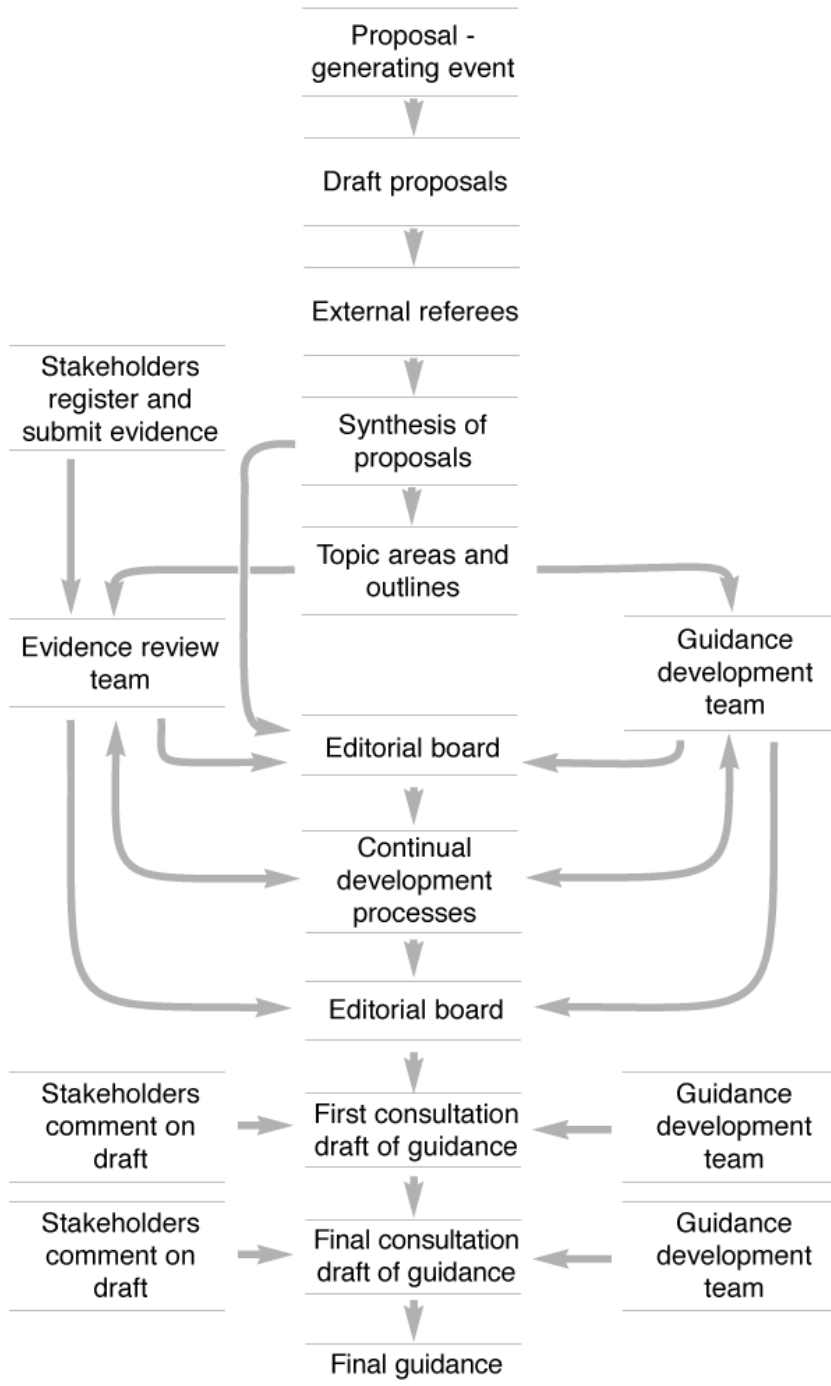 Proposal -
generating event
Draft proposals
External referees
Stakeholders
register and
submit evidence
Synthesis of
proposals
Topic areas and
outlines
Evidence review
team
Guidance
development
team
Editorial board
Continual
development
processes
Editorial board
Stakeholders
comment on
draft
First consultation
draft of guidance
Guidance
development
team
Stakeholders
comment on
draft
Final consultation
draft of guidance
Guidance
development
team
Final guidance